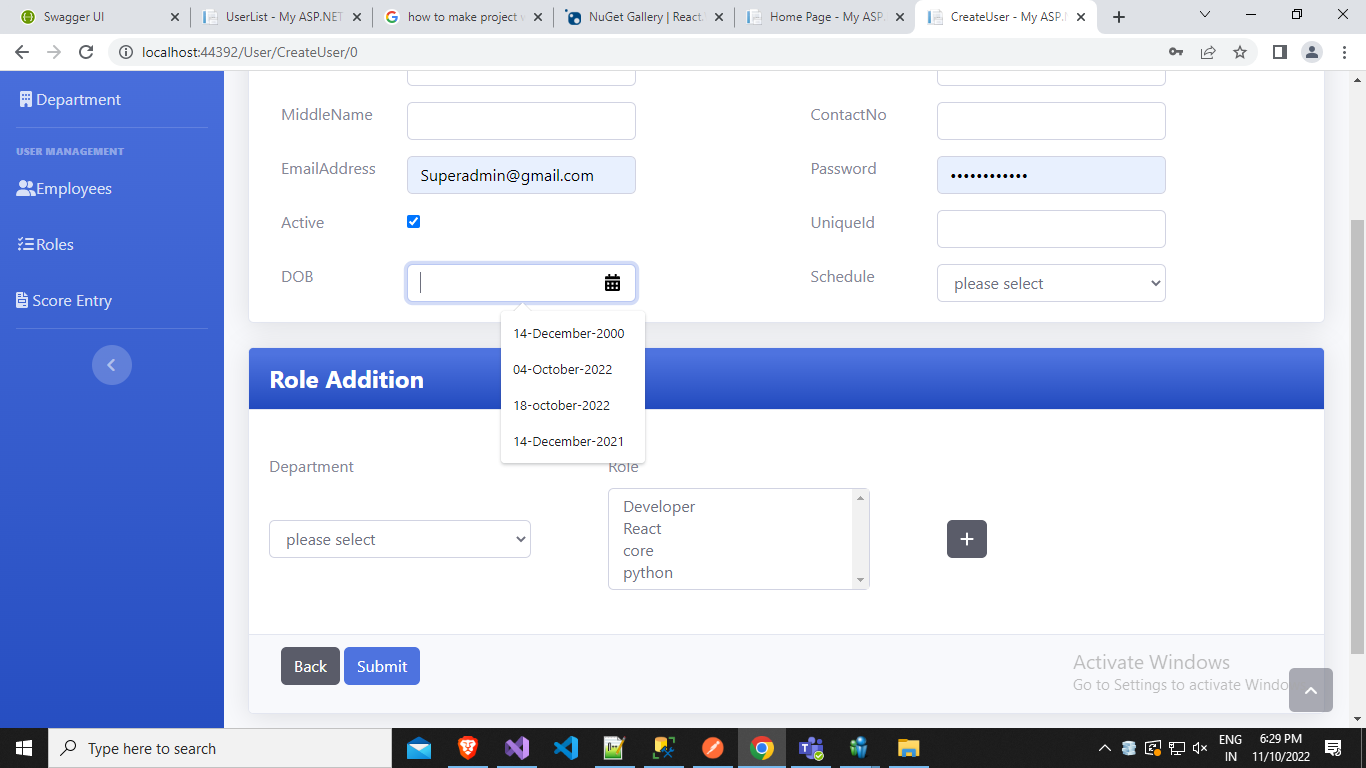 Swagger UI
UserList - My ASP.NET
how to make project w
NuGet Gallery | React.
Home Page - My ASP.
CreateUser - My ASP.
localhost:44392/User/CreateUser/0
Department
USER MANAGEMENT
Employees
Roles
Score Entry
MiddleName
ContactNo
EmailAddress
Superadmin@gmail.com
Password
••••••••••••
Active
UniqueId
DOB
Schedule
please select
14-December-2000
04-October-2022
18-october-2022
14-December-2021
Role Addition
Department
Role
please select
Developer
React
core
python
+
Back
Submit
Activate Windows
Go to Settings to activate Windo
Type here to search
ENG
IN
6:29 PM
11/10/2022